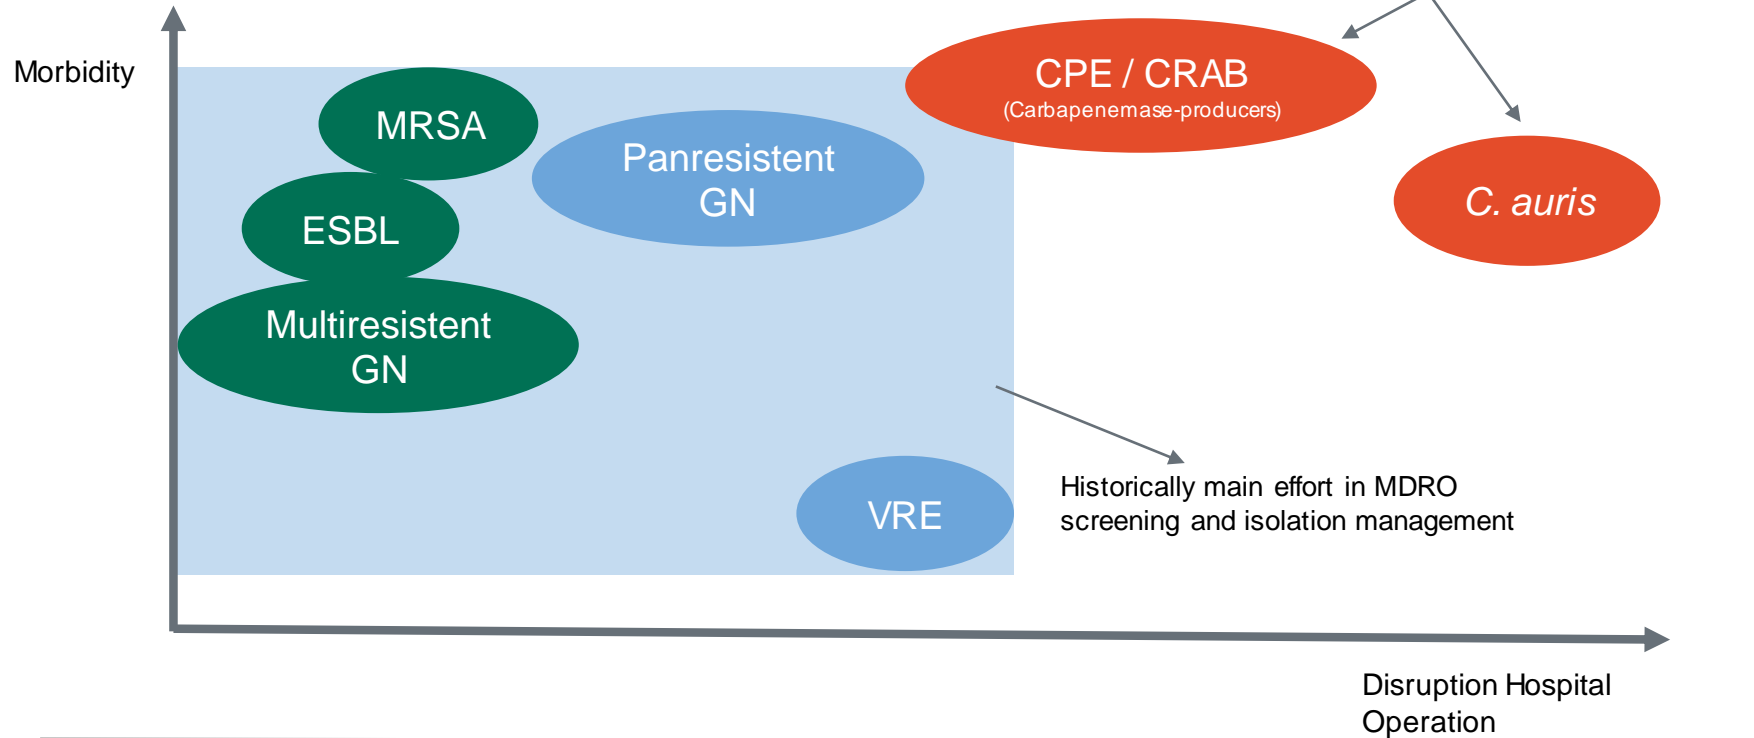 Morbidity
MRSA
ESBL
Multiresistent
GN
Panresistent
GN
CPE / CRAB
(Carbapenemase-producers)
C. auris
VRE
Historically main effort in MDRO
screening and isolation management
Disruption Hospital
Operation